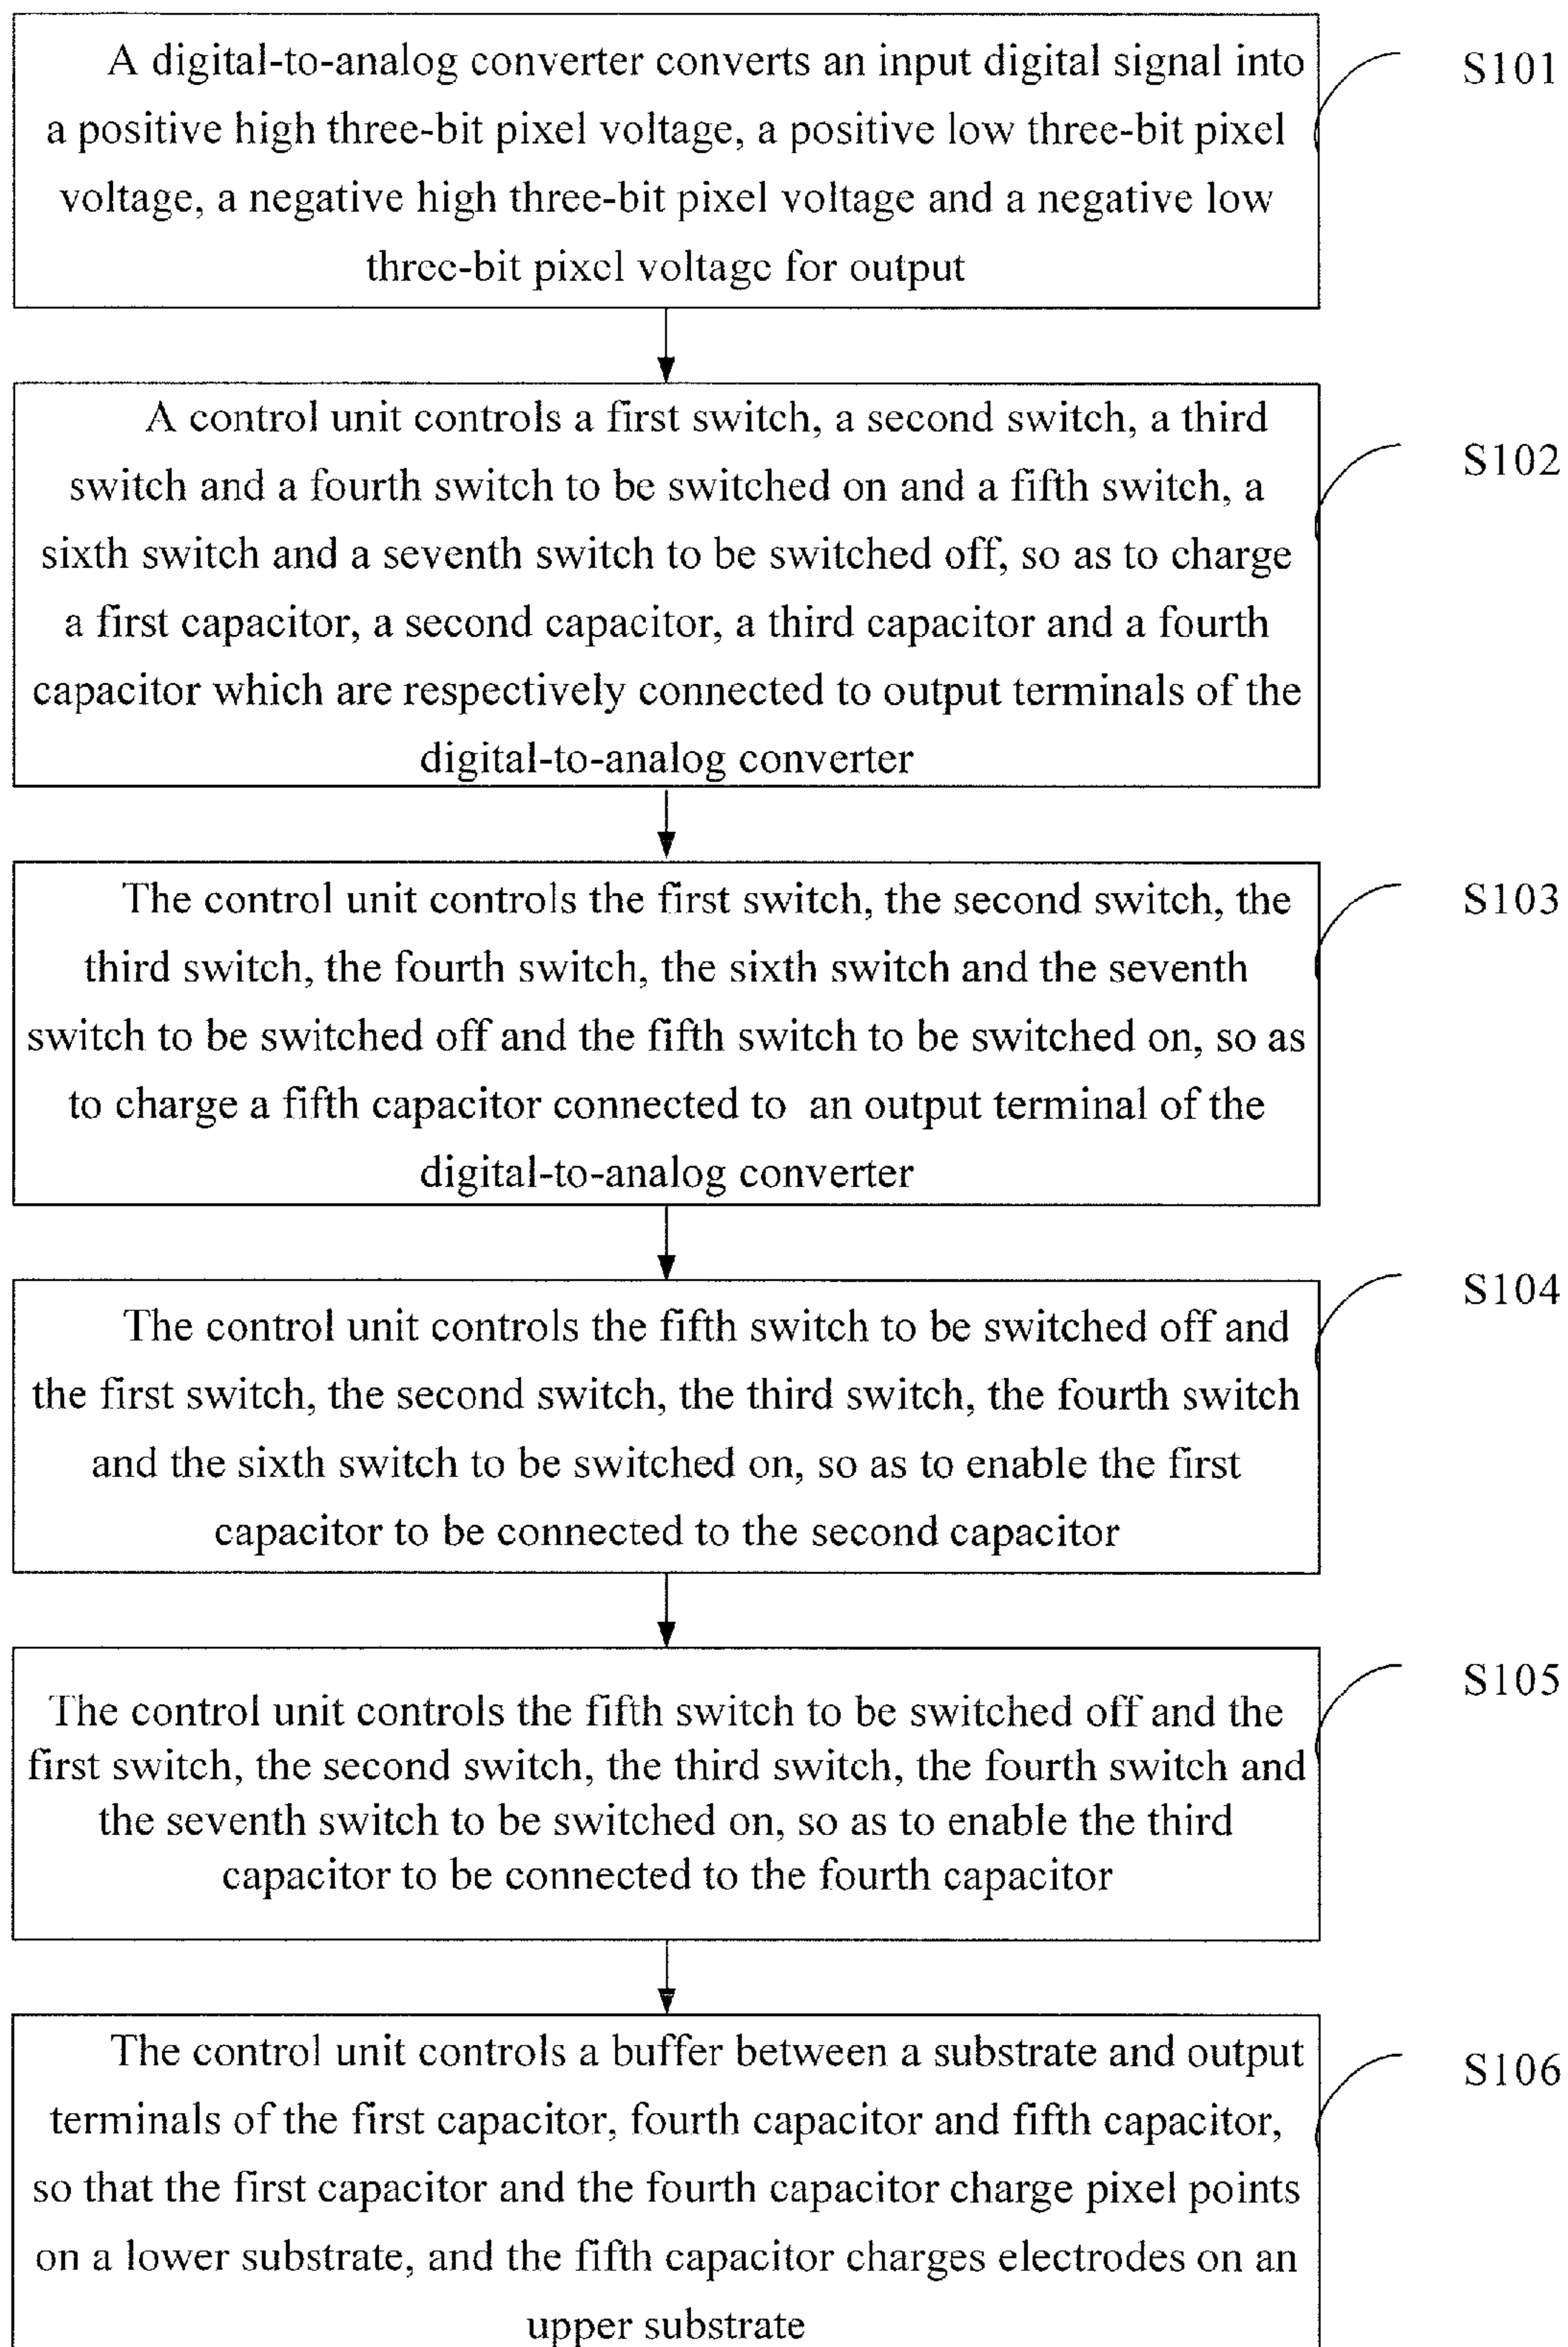 A digital-to-analog converter converts an input digital signal into
a positive high three-bit pixel voltage, a positive low three-bit pixel
voltage, a negative high three-bit pixel voltage and a negative low
three-bit pixel voltage for output
S101
A control unit controls a first switch, a second switch, a third
switch and a fourth switch to be switched on and a fifth switch, a
sixth switch and a seventh switch to be switched off, so as to charge
a first capacitor, a second capacitor, a third capacitor and a fourth
capacitor which are respectively connected to output terminals of the
digital-to-analog converter
S102
The control unit controls the first switch, the second switch, the
third switch, the fourth switch, the sixth switch and the seventh
switch to be switched off and the fifth switch to be switched on, so as
to charge a fifth capacitor connected to an output terminal of the
digital-to-analog converter
S103
The control unit controls the fifth switch to be switched off and
the first switch, the second switch, the third switch, the fourth switch
and the sixth switch to be switched on, so as to enable the first
capacitor to be connected to the second capacitor
S104
The control unit controls the fifth switch to be switched off and the
first switch, the second switch, the third switch, the fourth switch and
the seventh switch to be switched on, so as to enable the third
capacitor to be connected to the fourth capacitor
S105
The control unit controls a buffer between a substrate and output
terminals of the first capacitor, fourth capacitor and fifth capacitor,
so that the first capacitor and the fourth capacitor charge pixel points
on a lower substrate, and the fifth capacitor charges electrodes on an
upper substrate
S106